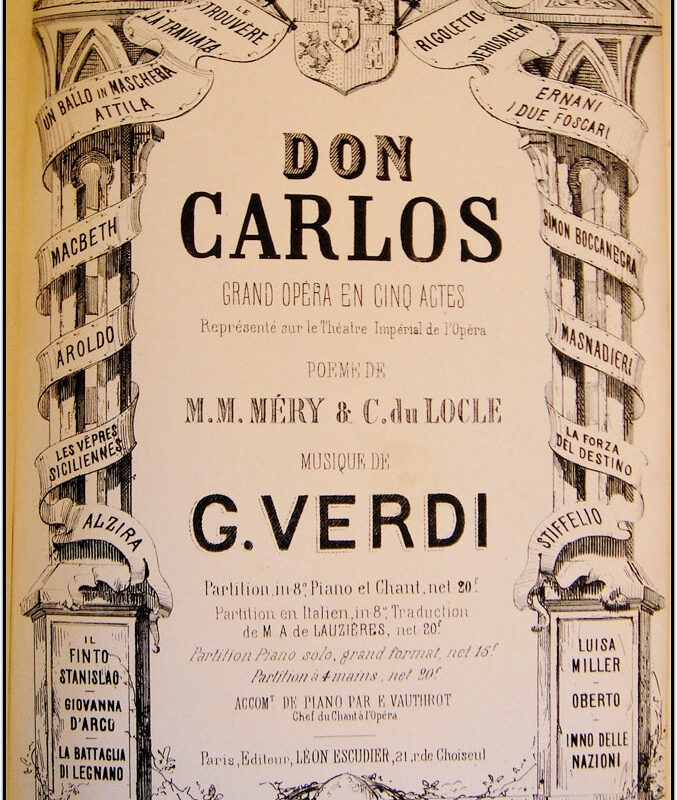 LE
TROUVÈRE
LA TRAVIATA
RIGOLETTO
JERUSALEM
UN BALLO IN MASCHERA
ATTILA
ERNANI
I DUE FOSCARI
MACBETH
AROLDO
LES VÊPRES
SICILIENNES
ALZIRA
IL
FINTO
STANISLAO
GIOVANNA
D'ARCO
LA BATTAGLIA
DI LEGNANO
DON
CARLOS
GRAND OPÉRA EN CINQ ACTES
Représenté sur le Théatre Impérial de l'Opéra
POEME DE
M.M. MÉRY & C. du LOCLE
MUSIQUE DE
G. VERDI
Partition, in-8º, Piano et Chant, net 20f
Partition en Italien, in 8º, Traduction
de M. A de LAUZIÈRES, net 20f
Partition Piano solo, grand format, net 15f
Partition à 4 mains, net 20f
ACCOMT DE PIANO PAR E. VAUTHROT
Chef du Chant à l'Opéra
Paris, Editeur, LÉON ESCUDIER, 21, r de Choiseul
SIMON BOCCANEGRA
I MASNADIERI
LA FORZA
DEL DESTINO
STIFFELIO
LUISA
MILLER
OBERTO
INNO DELLE
NAZIONI